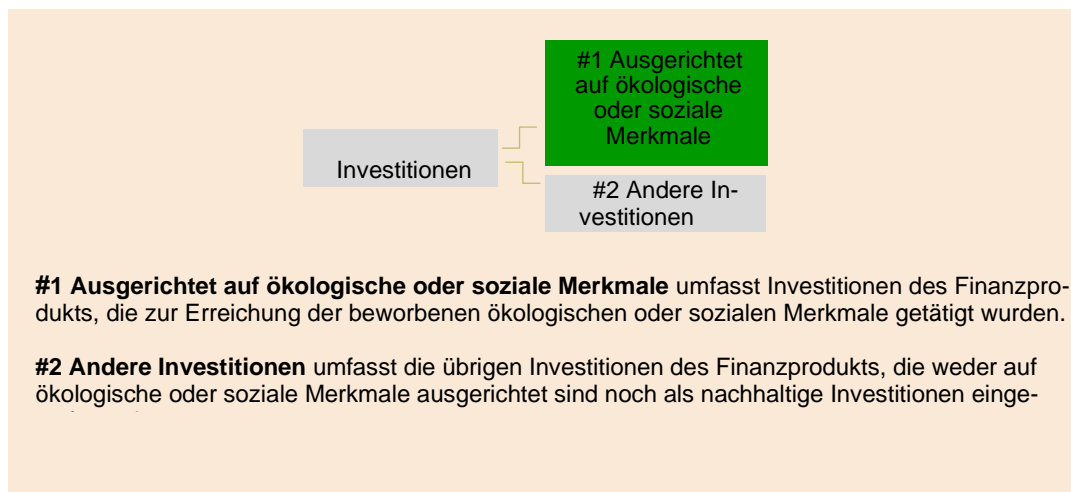 #1 Ausgerichtet
auf ökologische
oder soziale
Merkmale
Investitionen
#2 Andere In-
vestitionen
#1 Ausgerichtet auf ökologische oder soziale Merkmale umfasst Investitionen des Finanzpro-
dukts, die zur Erreichung der beworbenen ökologischen oder sozialen Merkmale getätigt wurden.
#2 Andere Investitionen umfasst die übrigen Investitionen des Finanzprodukts, die weder auf
ökologische oder soziale Merkmale ausgerichtet sind noch als nachhaltige Investitionen einge-